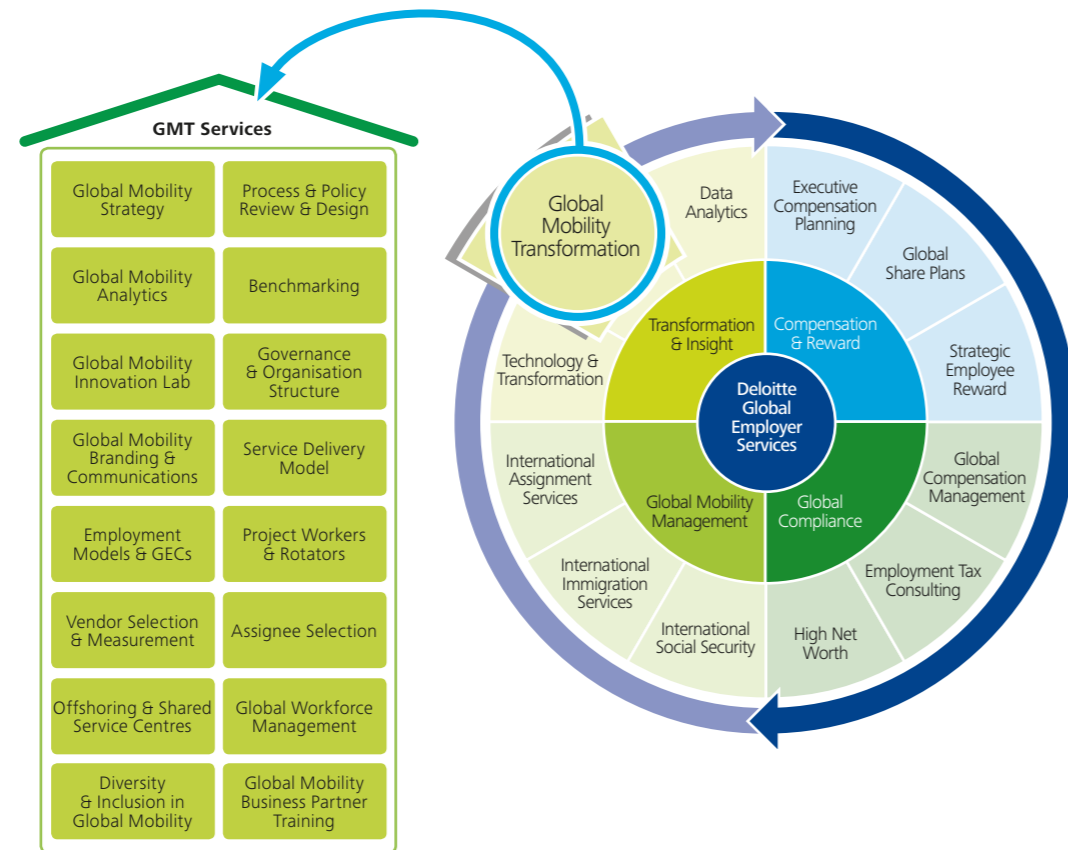 GMT Services
Global Mobility
Strategy
Process & Policy
Review & Design
Global Mobility
Analytics
Benchmarking
Global Mobility
Innovation Lab
Governance
& Organisation
Structure
Global Mobility
Branding &
Communications
Service Delivery
Model
Employment
Models & GECs
Project Workers
& Rotators
Vendor Selection
& Measurement
Assignee Selection
Offshoring & Shared
Service Centres
Global Workforce
Management
Diversity
& Inclusion in
Global Mobility
Global Mobility
Business Partner
Training
Global
Mobility
Transformation
Data
Analytics
Executive
Compensation
Planning
Global
Share Plans
Strategic
Employee
Reward
Global
Compensation
Management
Employment Tax
Consulting
High Net
Worth
International
Social Security
International
Immigration
Services
International
Assignment
Services
Technology &
Transformation
Transformation
& Insight
Compensation
& Reward
Global Mobility
Management
Global
Compliance
Deloitte
Global
Employer
Services